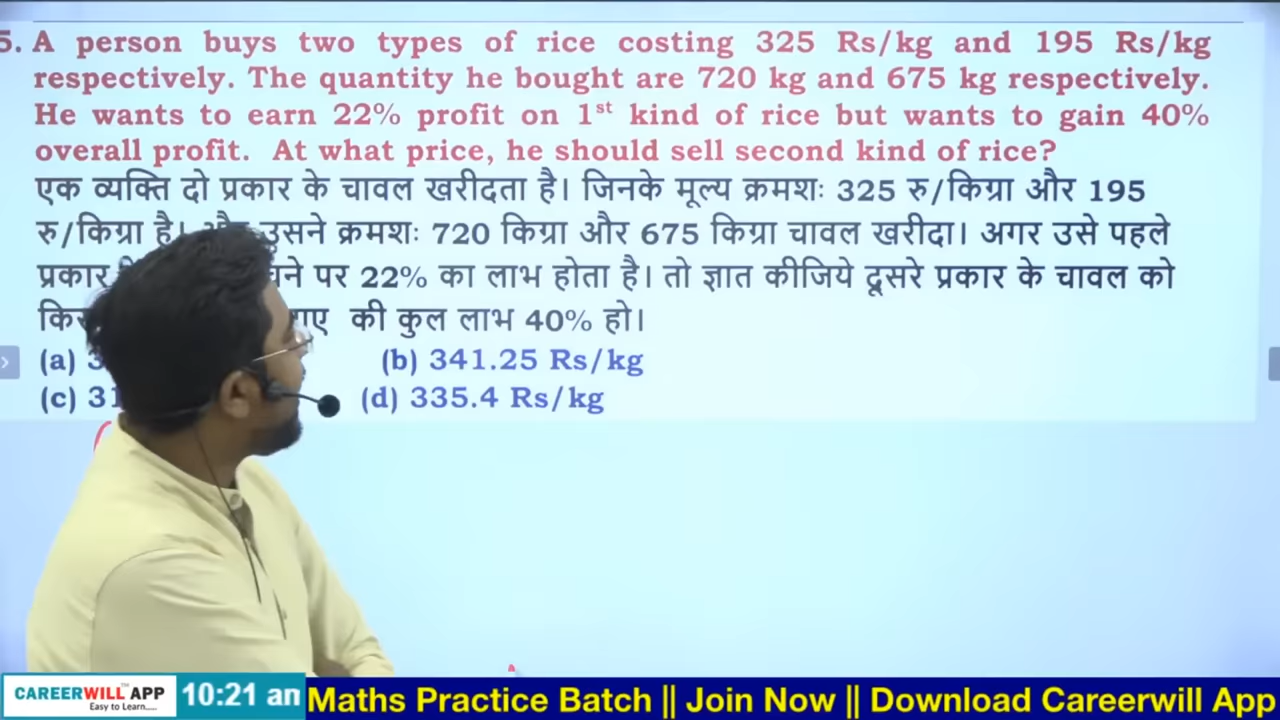 5. A person buys two types of rice costing 325 Rs/kg and 195 Rs/kg
respectively. The quantity he bought are 720 kg and 675 kg respectively.
He wants to earn 22% profit on 1st kind of rice but wants to gain 40%
overall profit. At what price, he should sell second kind of rice?
एक व्यक्ति दो प्रकार के चावल खरीदता है। जिनके मूल्य क्रमशः 325 रु/किग्रा और 195
रु/किग्रा है। उसने क्रमशः 720 किग्रा और 675 किग्रा चावल खरीदा। अगर उसे पहले
प्रकार पर 22% का लाभ होता है। तो ज्ञात कीजिये दूसरे प्रकार के चावल को
की कुल लाभ 40% हो।
(a) (b) 341.25 Rs/kg
(c) (d) 335.4 Rs/kg
CAREERWILL APP
Easy to Learn.....
10:21 am
Maths Practice Batch || Join Now || Download Careerwill App